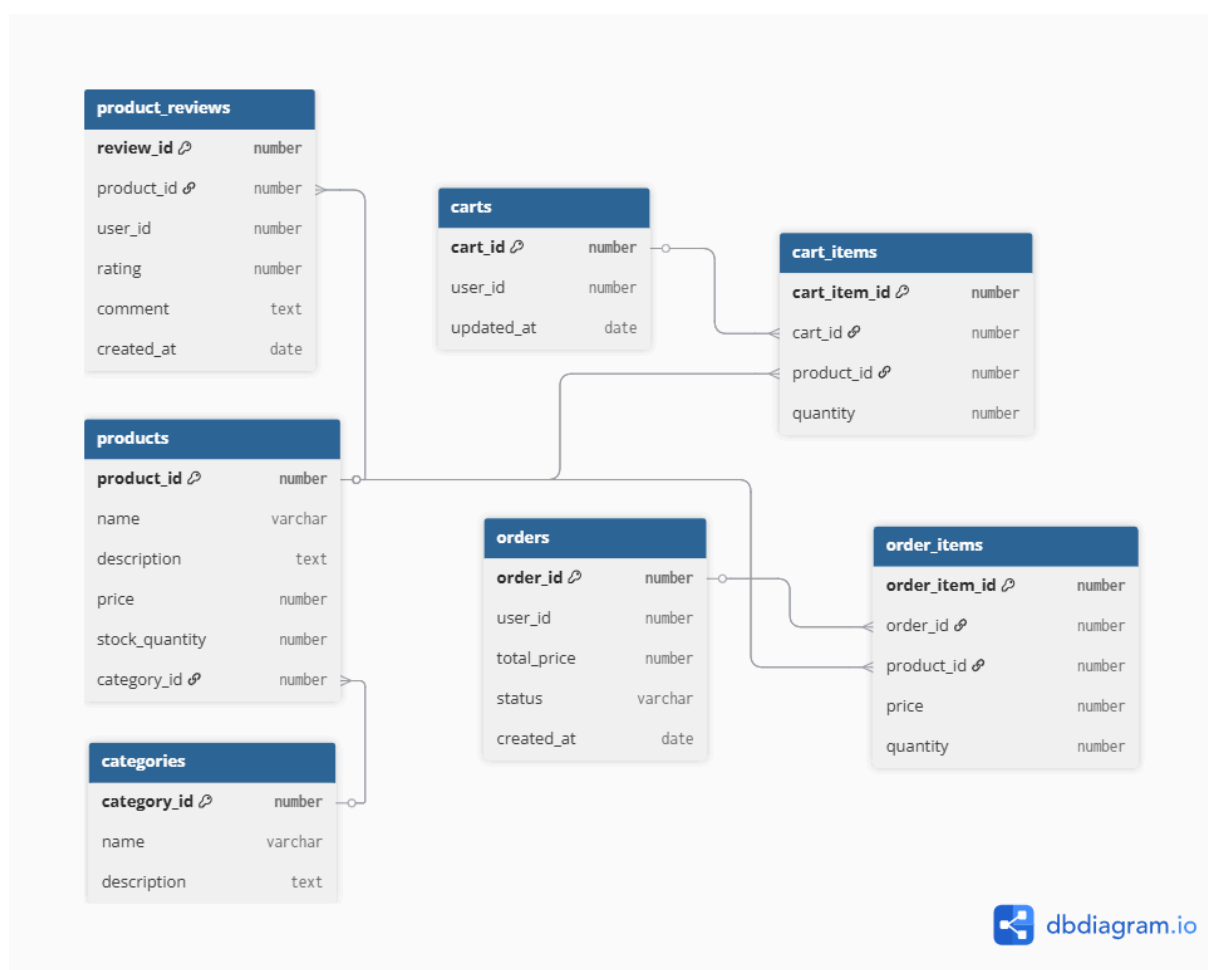 product_reviews
review_id number
product_id number
user_id number
rating number
comment text
created_at date
carts
cart_id number
user_id number
updated_at date
cart_items
cart_item_id number
cart_id number
product_id number
quantity number
products
product_id number
name varchar
description text
price number
stock_quantity number
category_id number
orders
order_id number
user_id number
total_price number
status varchar
created_at date
order_items
order_item_id number
order_id number
product_id number
price number
quantity number
categories
category_id number
name varchar
description text
dbdiagram.io